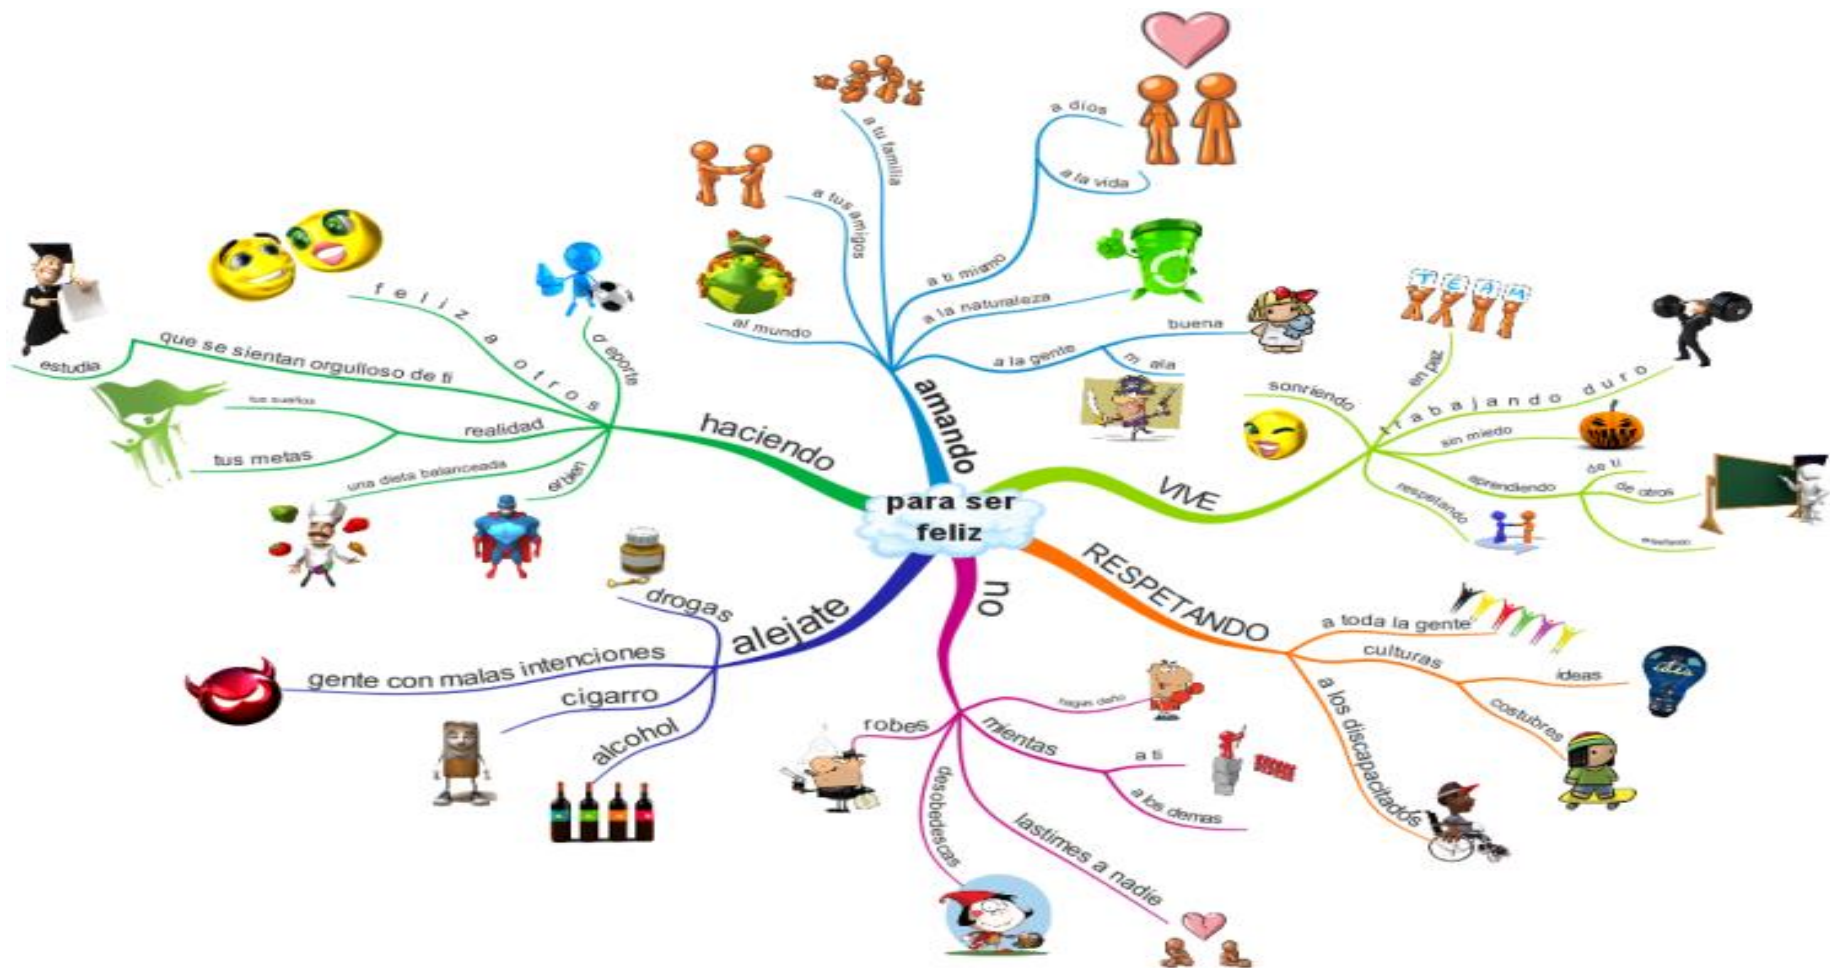 para ser
feliz
amando
a tu familia
a tus amigos
al mundo
a ti mismo
a dios
a la vida
a la naturaleza
a la gente
buena
mala
VIVE
sonriendo
en paz
trabajando duro
sin miedo
aprendiendo
de ti
de otros
respetando
RESPETANDO
a toda la gente
culturas
ideas
costubres
a los discapacitados
no
hagas daño
mientas
a ti
a los demas
lastimes a nadie
desobedescas
robes
alejate
drogas
gente con malas intenciones
cigarro
alcohol
haciendo
feliz a otros
que se sientan orgulloso de ti
estudia
realidad
tus sueños
tus metas
una dieta balanceada
el bien
TEAM